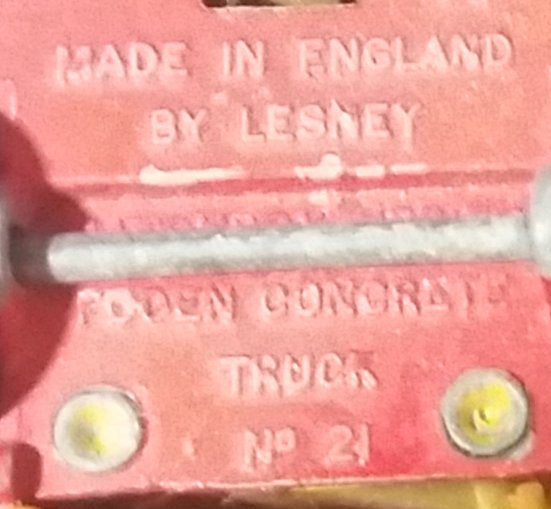 MADE IN ENGLAND
BY LESNEY
FODEN CONCRETE
TRUCK
Nº 21